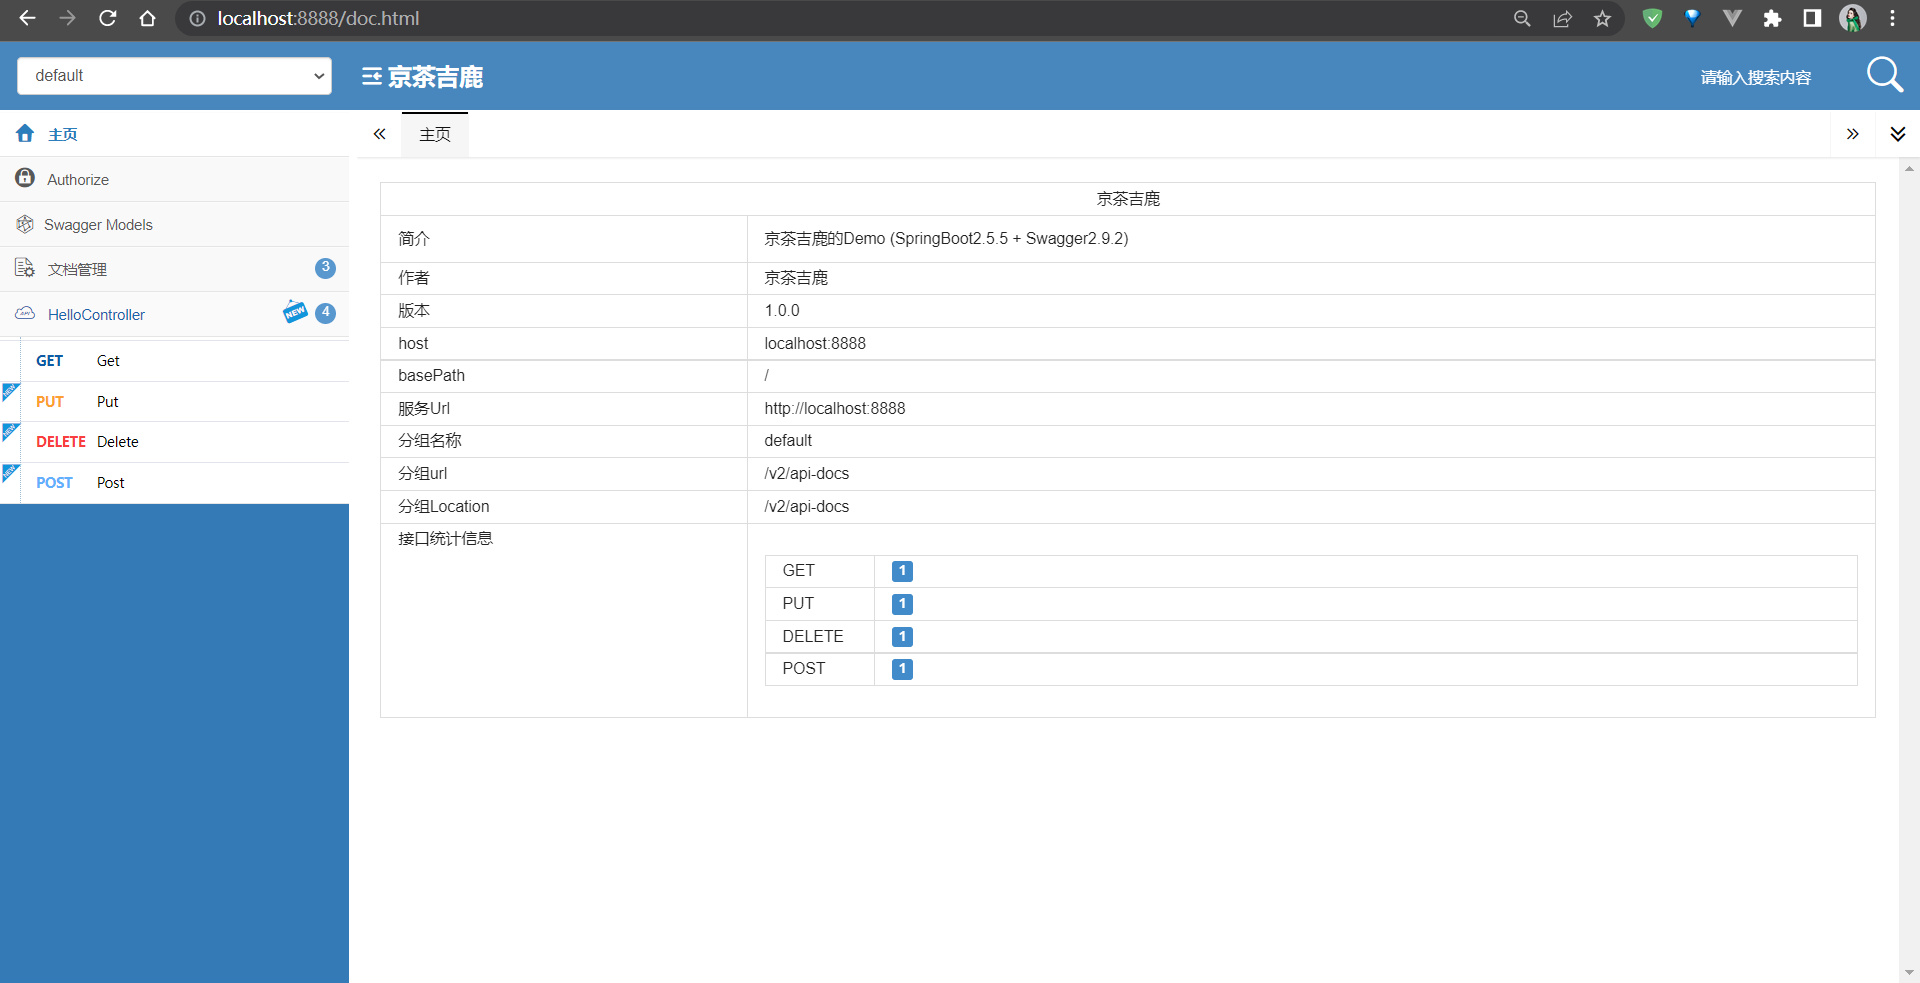 localhost:8888/doc.html
default
京茶吉鹿
请输入搜索内容
主页
Authorize
Swagger Models
文档管理 3
HelloController NEW 4
GET Get
NEW
PUT Put
NEW
DELETE Delete
NEW
POST Post
主页
京茶吉鹿
简介 京茶吉鹿的Demo (SpringBoot2.5.5 + Swagger2.9.2)
作者 京茶吉鹿
版本 1.0.0
host localhost:8888
basePath /
服务Url http://localhost:8888
分组名称 default
分组url /v2/api-docs
分组Location /v2/api-docs
接口统计信息
GET 1
PUT 1
DELETE 1
POST 1